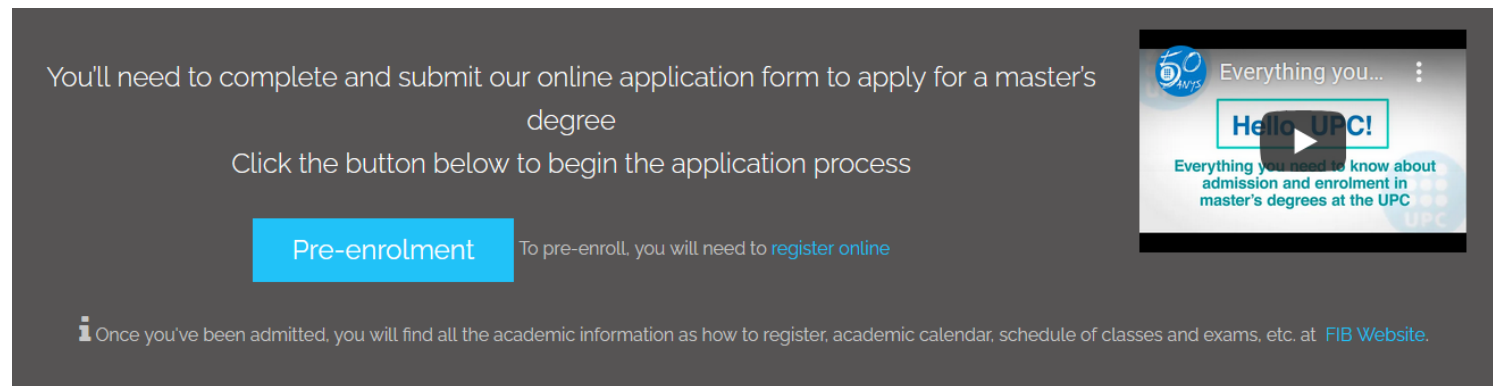 You'll need to complete and submit our online application form to apply for a master's
degree
Click the button below to begin the application process
Pre-enrolment
To pre-enroll, you will need to register online
Once you've been admitted, you will find all the academic information as how to register, academic calendar, schedule of classes and exams, etc. at FIB Website.
50
ANYS
Everything you...
Hello, UPC!
Everything you need to know about
admission and enrolment in
master's degrees at the UPC
UPC